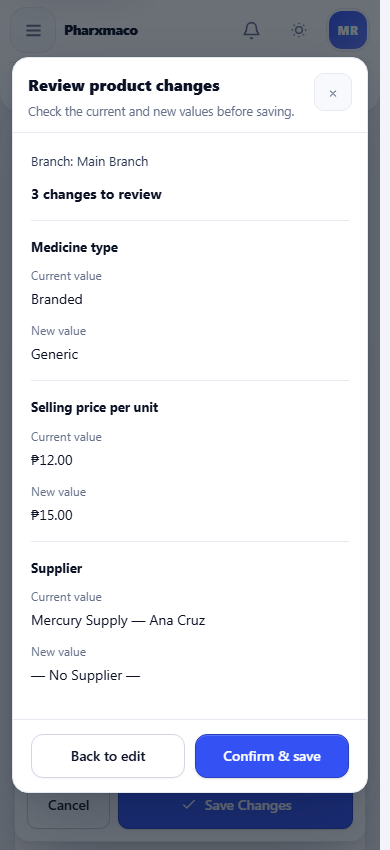 Pharxmaco
MR
Review product changes
Check the current and new values before saving.
×
Branch: Main Branch
3 changes to review
Medicine type
Current value
Branded
New value
Generic
Selling price per unit
Current value
₱12.00
New value
₱15.00
Supplier
Current value
Mercury Supply — Ana Cruz
New value
— No Supplier —
Back to edit
Confirm & save
Cancel
Save Changes